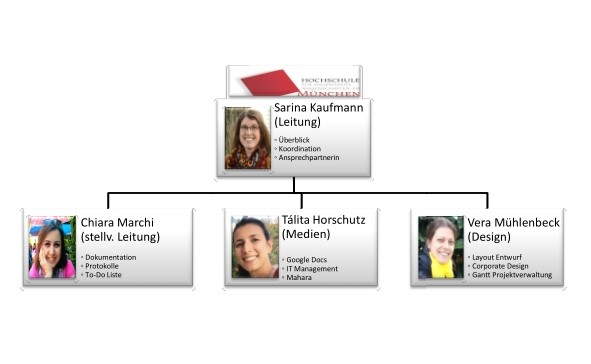 HOCHSCHULE
MÜNCHEN
Sarina Kaufmann
(Leitung)
◦ Überblick
◦ Koordination
◦ Ansprechpartnerin
Chiara Marchi
(stellv. Leitung)
◦ Dokumentation
◦ Protokolle
◦ To-Do Liste
Tálita Horschutz
(Medien)
◦ Google Docs
◦ IT Management
◦ Mahara
Vera Mühlenbeck
(Design)
◦ Layout Entwurf
◦ Corporate Design
◦ Gantt Projektverwaltung